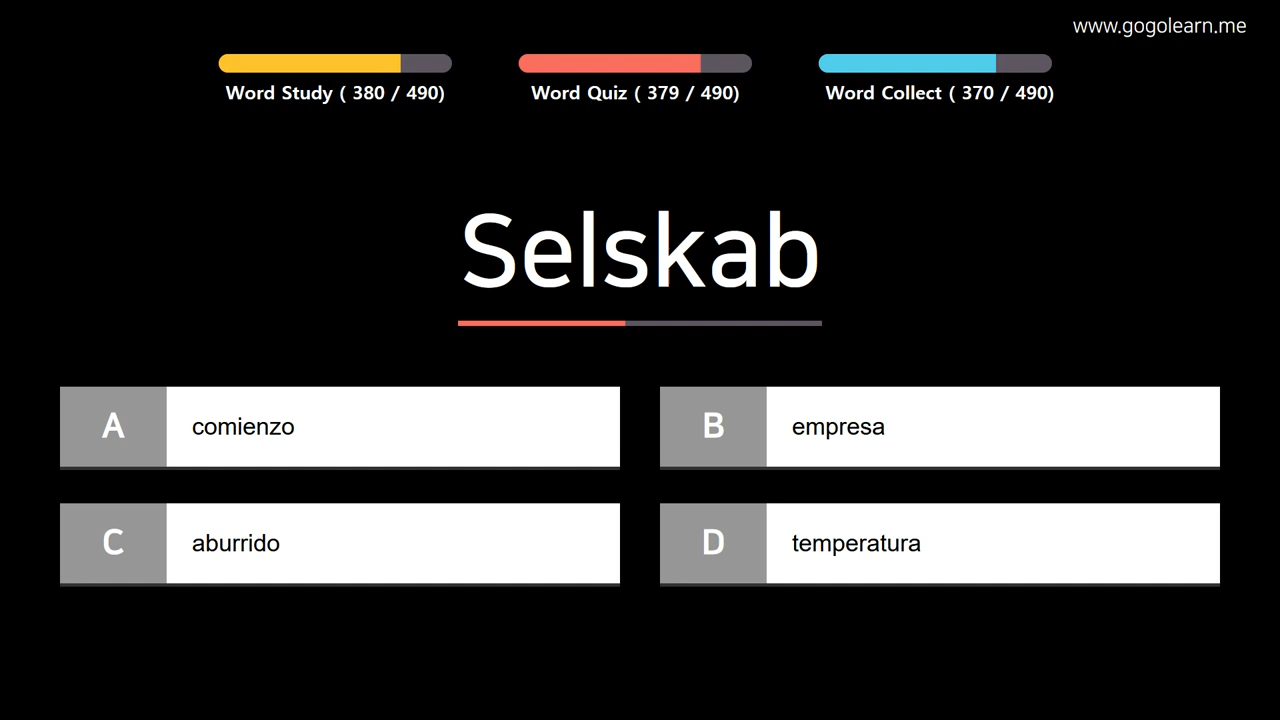 www.gogolearn.me
Word Study ( 380 / 490)
Word Quiz ( 379 / 490)
Word Collect ( 370 / 490)
Selskab
A
comienzo
B
empresa
C
aburrido
D
temperatura